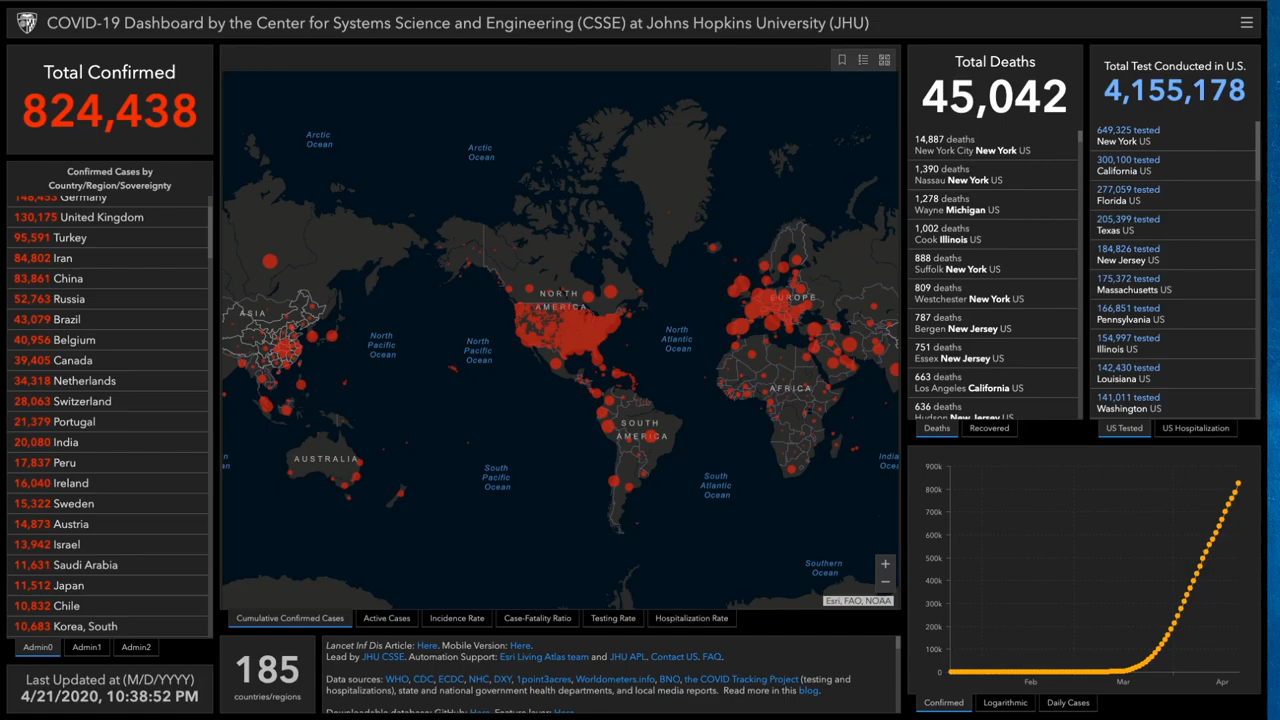 COVID-19 Dashboard by the Center for Systems Science and Engineering (CSSE) at Johns Hopkins University (JHU)
Total Confirmed
824,438
Confirmed Cases by
Country/Region/Sovereignty
148,453 Germany
130,175 United Kingdom
95,591 Turkey
84,802 Iran
83,861 China
52,763 Russia
43,079 Brazil
40,956 Belgium
39,405 Canada
34,318 Netherlands
28,063 Switzerland
21,379 Portugal
20,080 India
17,837 Peru
16,040 Ireland
15,322 Sweden
14,873 Austria
13,942 Israel
11,631 Saudi Arabia
11,512 Japan
10,832 Chile
10,683 Korea, South
Admin0 Admin1 Admin2
Last Updated at (M/D/YYYY)
4/21/2020, 10:38:52 PM
Arctic
Ocean
Arctic
Ocean
NORTH
AMERICA
EUROPE
ASIA
North
Pacific
Ocean
North
Pacific
Ocean
North
Atlantic
Ocean
AFRICA
SOUTH
AMERICA
AUSTRALIA
South
Pacific
Ocean
South
Atlantic
Ocean
India
Ocean
Southern
Ocean
+
−
Esri, FAO, NOAA
Cumulative Confirmed Cases Active Cases Incidence Rate Case-Fatality Ratio Testing Rate Hospitalization Rate
185
countries/regions
Lancet Inf Dis Article: Here. Mobile Version: Here.
Lead by JHU CSSE. Automation Support: Esri Living Atlas team and JHU APL. Contact US. FAQ.
Data sources: WHO, CDC, ECDC, NHC, DXY, 1point3acres, Worldometers.info, BNO, the COVID Tracking Project (testing and
hospitalizations), state and national government health departments, and local media reports. Read more in this blog.
Downloadable database: GitHub: Here. Feature layer: Here.
Total Deaths
45,042
14,887 deaths
New York City New York US
1,390 deaths
Nassau New York US
1,278 deaths
Wayne Michigan US
1,002 deaths
Cook Illinois US
888 deaths
Suffolk New York US
809 deaths
Westchester New York US
787 deaths
Bergen New Jersey US
751 deaths
Essex New Jersey US
663 deaths
Los Angeles California US
636 deaths
Hudson New Jersey US
Deaths Recovered
Total Test Conducted in U.S.
4,155,178
649,325 tested
New York US
300,100 tested
California US
277,059 tested
Florida US
205,399 tested
Texas US
184,826 tested
New Jersey US
175,372 tested
Massachusetts US
166,851 tested
Pennsylvania US
154,997 tested
Illinois US
142,430 tested
Louisiana US
141,011 tested
Washington US
US Tested US Hospitalization
900k
800k
700k
600k
500k
400k
300k
200k
100k
0
Feb Mar Apr
Confirmed Logarithmic Daily Cases